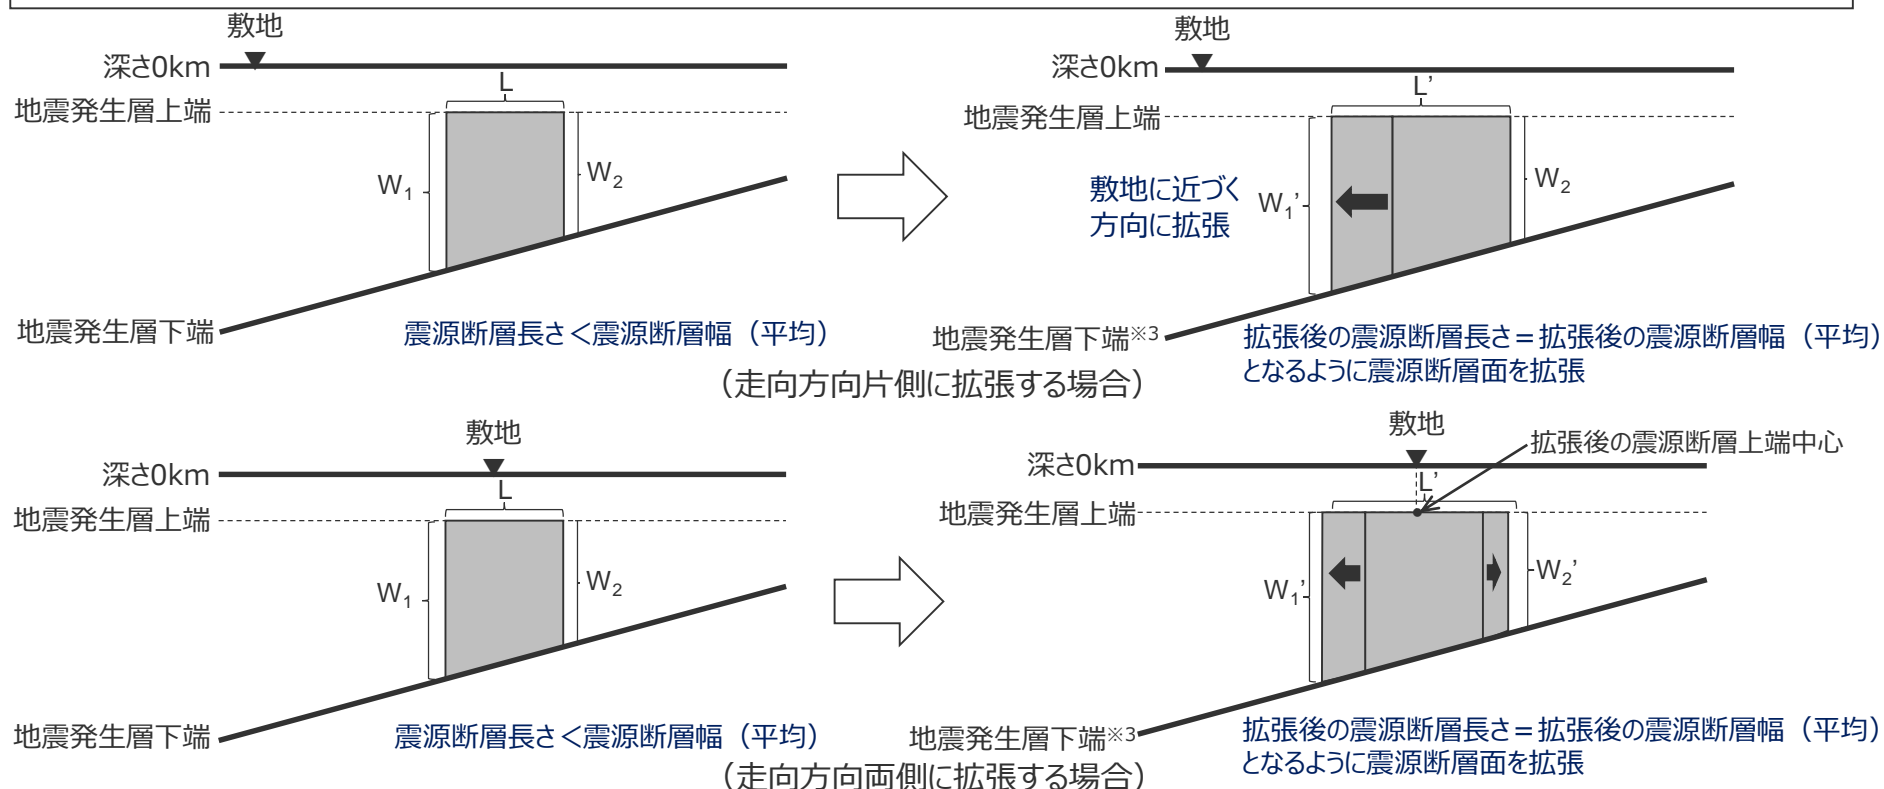 敷地
深さ0km
L
地震発生層上端
W₁
W₂
地震発生層下端
震源断層長さ<震源断層幅（平均）
敷地
深さ0km
L’
地震発生層上端
敷地に近づく
方向に拡張
W₁’
W₂
地震発生層下端※3
拡張後の震源断層長さ=拡張後の震源断層幅（平均）
となるように震源断層面を拡張
（走向方向片側に拡張する場合）
敷地
深さ0km
L
地震発生層上端
W₁
W₂
地震発生層下端
震源断層長さ<震源断層幅（平均）
敷地
拡張後の震源断層上端中心
深さ0km
L’
地震発生層上端
W₁’
W₂’
地震発生層下端※3
拡張後の震源断層長さ=拡張後の震源断層幅（平均）
となるように震源断層面を拡張
（走向方向両側に拡張する場合）